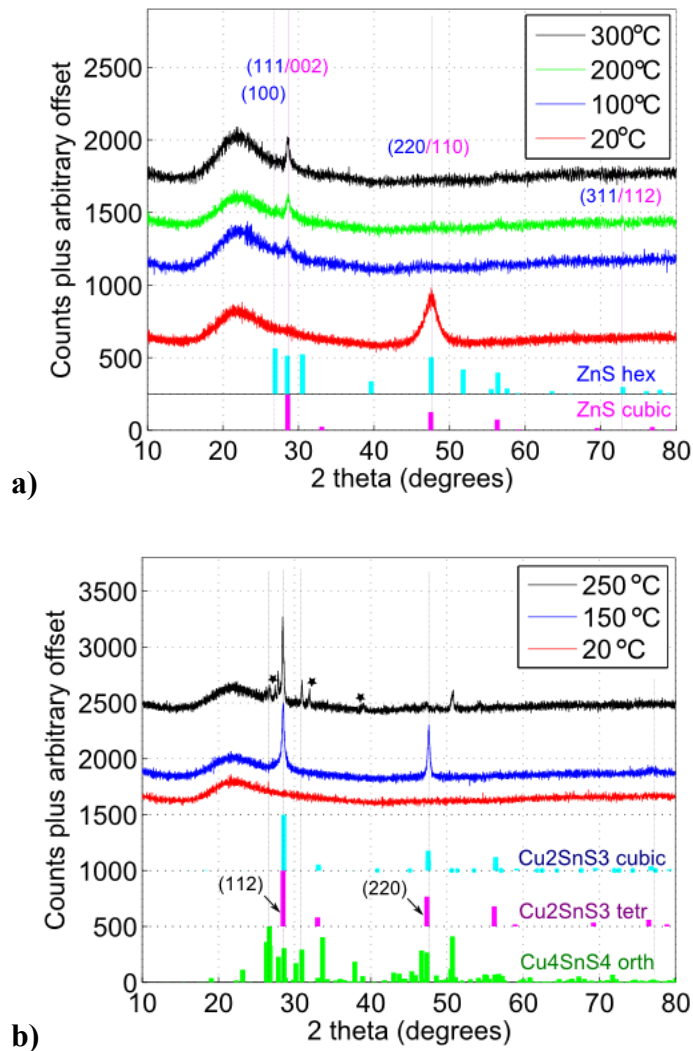 300°C
200°C
100°C
20°C
(111/002)
(100)
(220/110)
(311/112)
ZnS hex
ZnS cubic
Counts plus arbitrary offset
2500
2000
1500
1000
500
0
10 20 30 40 50 60 70 80
2 theta (degrees)
a)
250 °C
150 °C
20 °C
Counts plus arbitrary offset
3500
3000
2500
2000
1500
1000
500
500
0
(112)
(220)
Cu2SnS3 cubic
Cu2SnS3 tetr
Cu4SnS4 orth
10 20 30 40 50 60 70 80
2 theta (degrees)
b)